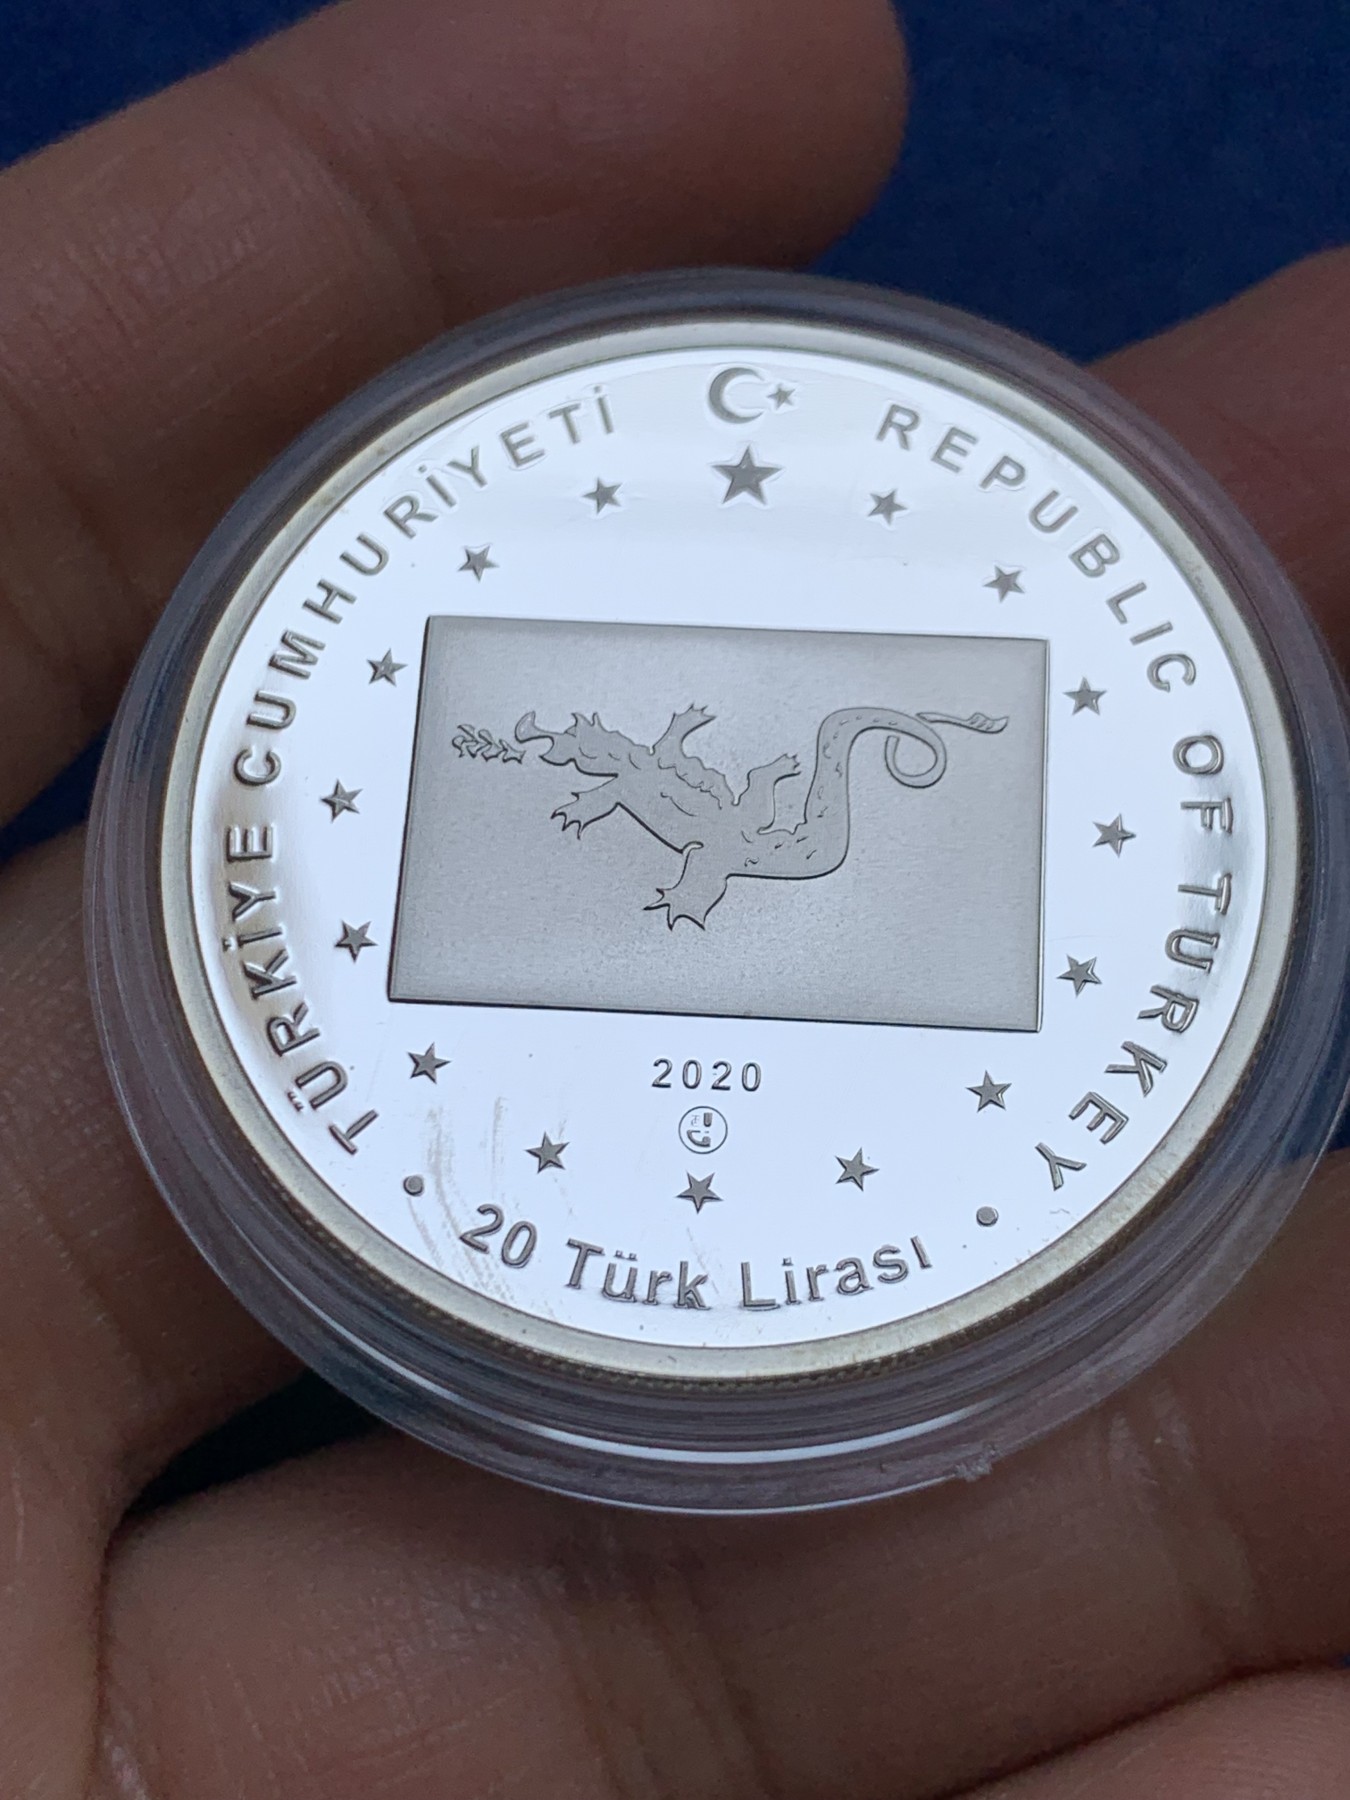 TÜRKİYE CUMHURİYETİ
REPUBLIC OF TURKEY
2020
• 20 Türk Lirası •